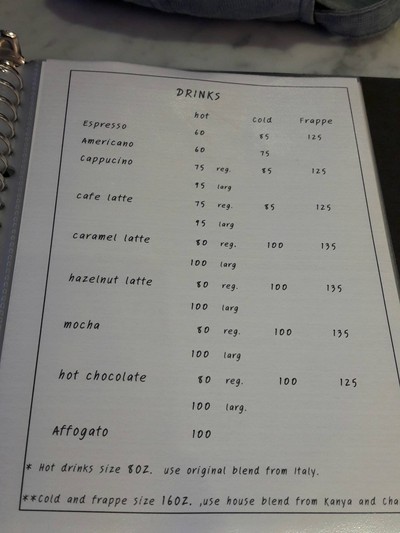 DRINKS
hot Cold Frappe
Espresso 60 85 125
Americano 60 75
Cappucino 75 reg. 85 125
95 larg
cafe latte 75 reg. 85 125
95 larg
caramel latte 80 reg. 100 135
100 larg
hazelnut latte 80 reg. 100 135
100 larg
mocha 80 reg. 100 135
100 larg
hot chocolate 80 reg. 100 125
100 larg.
Affogato 100
* Hot drinks size 8OZ. use original blend from Italy.
**Cold and frappe size 16OZ. ,use house blend from Kanya and Cha